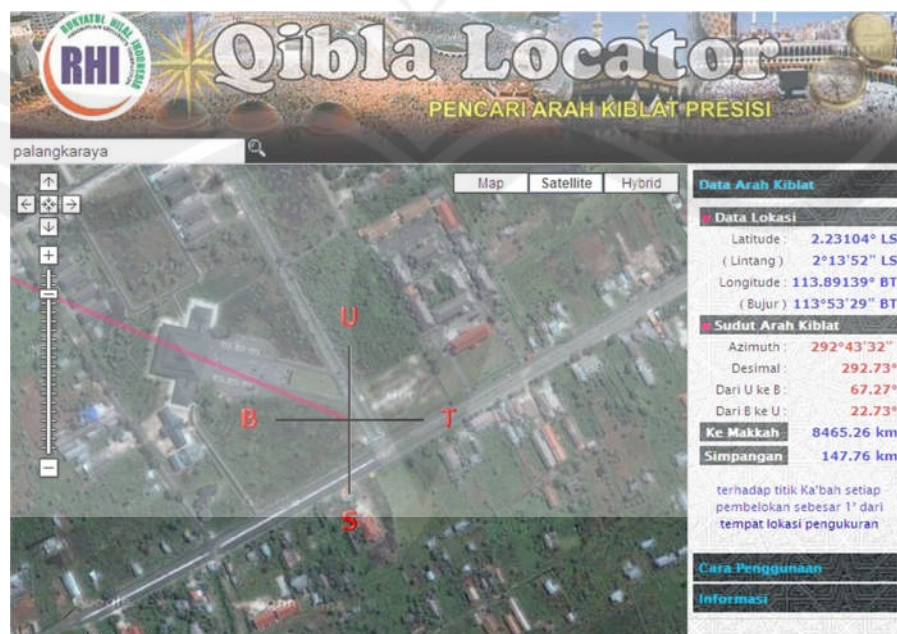 RUKYATUL HILAL INDONESIA
RHI
Qibla Locator
PENCARI ARAH KIBLAT PRESISI
palangkaraya
Map Satellite Hybrid
U
B T
S
Data Arah Kiblat
Data Lokasi
Latitude : 2.23104° LS
( Lintang ) 2°13'52" LS
Longitude : 113.89139° BT
( Bujur ) 113°53'29" BT
Sudut Arah Kiblat
Azimuth : 292°43'32"
Desimal : 292.73°
Dari U ke B : 67.27°
Dari B ke U : 22.73°
Ke Makkah 8465.26 km
Simpangan 147.76 km
terhadap titik Ka'bah setiap
pembelokan sebesar 1° dari
tempat lokasi pengukuran
Cara Penggunaan
Informasi